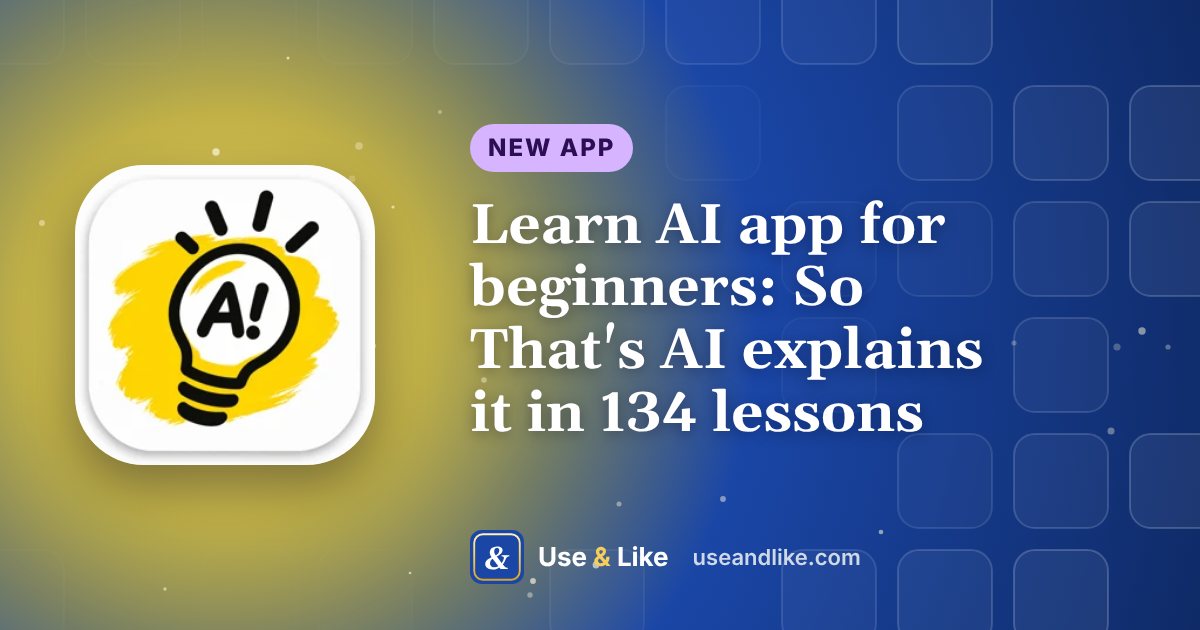 A!
NEW APP
Learn AI app for
beginners: So
That's AI explains
it in 134 lessons
&
Use & Like
useandlike.com